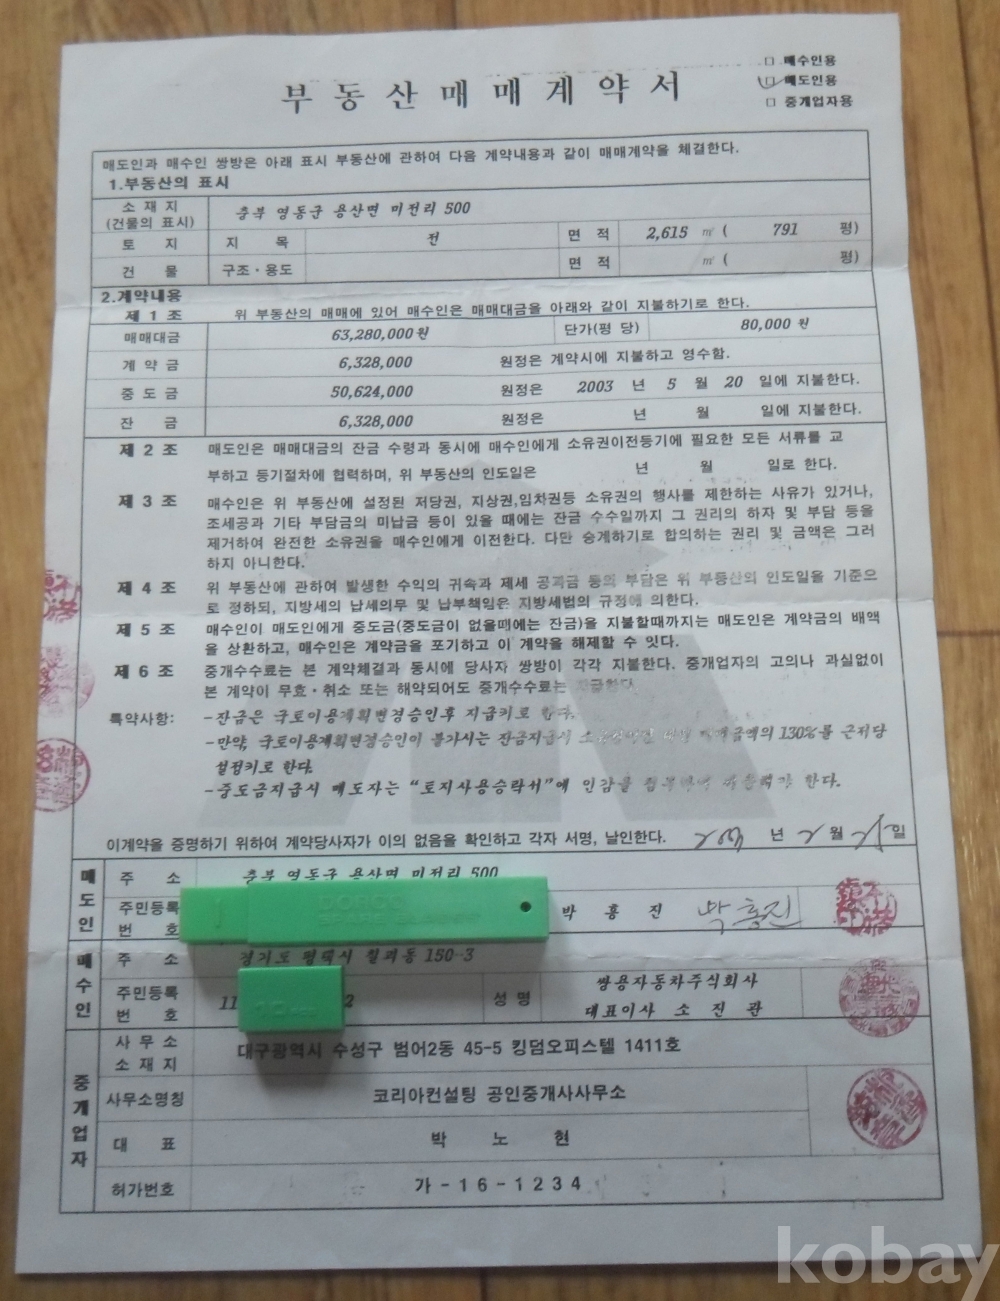 □ 매수인용
□ 매도인용
□ 중개업자용
부동산매매계약서
매도인과 매수인 쌍방은 아래 표시 부동산에 관하여 다음 계약내용과 같이 매매계약을 체결한다.
1.부동산의 표시
소 재 지 (건물의 표시) 충북 영동군 용산면 미전리 500
토 지 지 목 전 면 적 2,615 ㎡ ( 791 평)
건 물 구조·용도 면 적 ㎡ ( 평)
2.계약내용
제 1 조 위 부동산의 매매에 있어 매수인은 매매대금을 아래와 같이 지불하기로 한다.
매매대금 63,280,000원 단가(평 당) 80,000 원
계 약 금 6,328,000 원정은 계약시에 지불하고 영수함.
중 도 금 50,624,000 원정은 2003 년 5 월 20 일에 지불한다.
잔 금 6,328,000 원정은 년 월 일에 지불한다.
제 2 조 매도인은 매매대금의 잔금 수령과 동시에 매수인에게 소유권이전등기에 필요한 모든 서류를 교
부하고 등기절차에 협력하며, 위 부동산의 인도일은 년 월 일로 한다.
제 3 조 매수인은 위 부동산에 설정된 저당권, 지상권,임차권등 소유권의 행사를 제한하는 사유가 있거나,
조세공과 기타 부담금의 미납금 등이 있을 때에는 잔금 수수일까지 그 권리의 하자 및 부담 등을
제거하여 완전한 소유권을 매수인에게 이전한다. 다만 승계하기로 합의하는 권리 및 금액은 그러
하지 아니한다.
제 4 조 위 부동산에 관하여 발생한 수익의 귀속과 제세 공과금 등의 부담은 위 부동산의 인도일을 기준으
로 정하되, 지방세의 납세의무 및 납부책임은 지방세법의 규정에 의한다.
제 5 조 매수인이 매도인에게 중도금(중도금이 없을때에는 잔금)을 지불할때까지는 매도인은 계약금의 배액
을 상환하고, 매수인은 계약금을 포기하고 이 계약을 해제할 수 잇다.
제 6 조 중개수수료는 본 계약체결과 동시에 당사자 쌍방이 각각 지불한다. 중개업자의 고의나 과실없이
본 계약이 무효·취소 또는 해약되어도 중개수수료는 지급한다.
특약사항: -잔금은 국토이용계획변경승인후 지급키로 한다.
-만약, 국토이용계획변경승인이 불가시는 잔금지급시 매매금액의 130%를 근저당
설정키로 한다.
-중도금지급시 매도자는 "토지사용승락서"에 인감을 한다.
이계약을 증명하기 위하여 계약당사자가 이의 없음을 확인하고 각자 서명, 날인한다. 년 2 월 일
매도인 주 소 충북 영동군 용산면 미전리 500
주민등록 번 호 박 흥 진 박흥진
매수인 주 소 경기도 평택시 칠괴동 150-3
주민등록 번 호 11 2 성 명 쌍용자동차주식회사
대표이사 소 진 관
중개업자 사 무 소 소 재 지 대구광역시 수성구 범어2동 45-5 킹덤오피스텔 1411호
사무소명칭 코리아컨설팅 공인중개사사무소
대 표 박 노 현
허가번호 가-16-1234
kobay